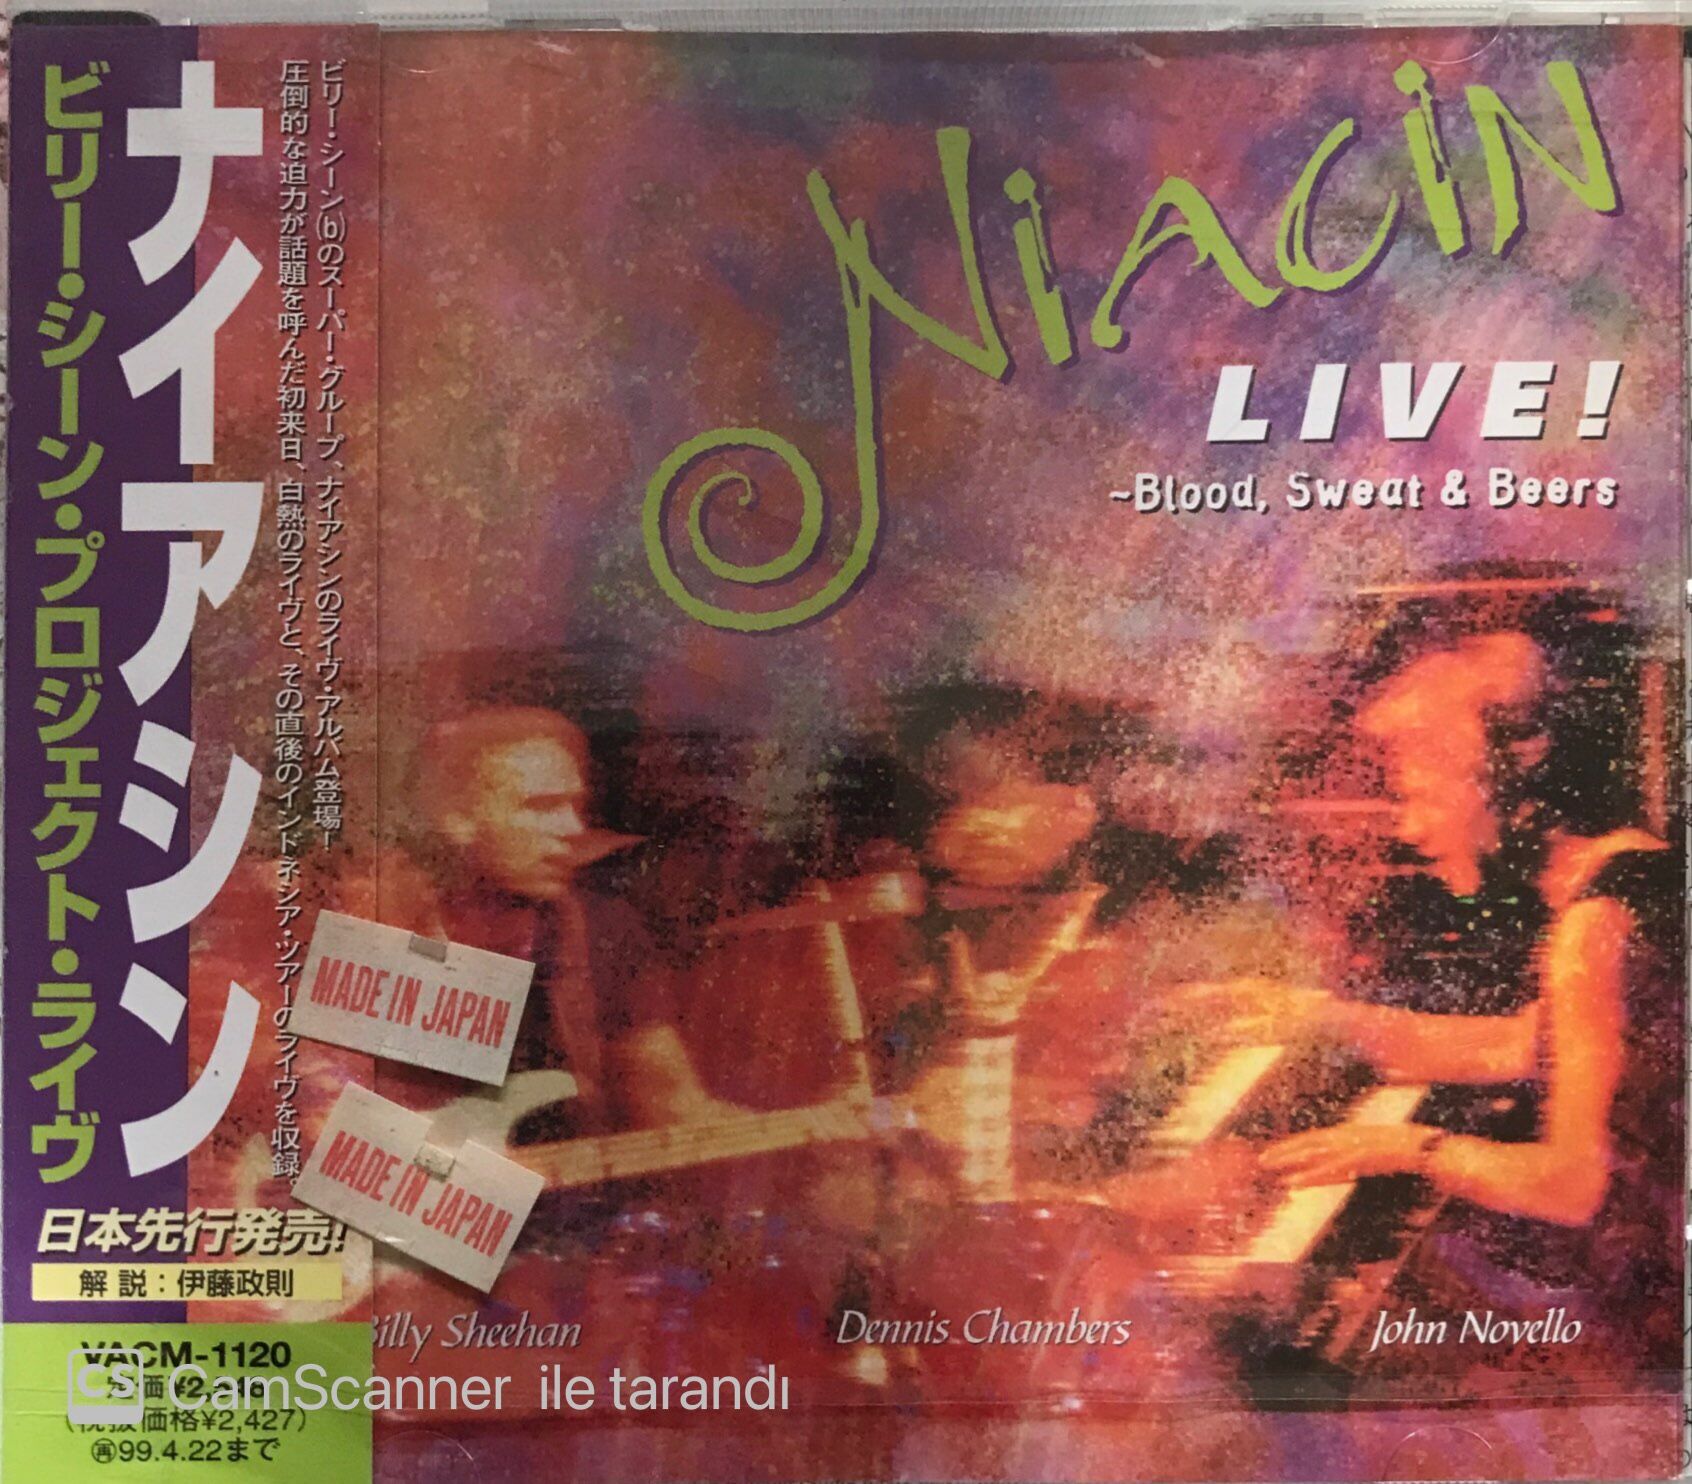 ナイアシン
ビリー・シーン・プロジェクト・ライヴ
ビリー・シーン(b)のスーパー・グループ、ナイアシンのライヴ・アルバム登場!
圧倒的な迫力が話題を呼んだ初来日、白熱のライヴと、その直後のインドネシア・ツアーのライヴを収録。
日本先行発売!
解説：伊藤政則
VACM-1120
(税抜価格¥2,427)
㊢99.4.22まで
NIACIN
LIVE!
~Blood, Sweat & Beers
MADE IN JAPAN
MADE IN JAPAN
Billy Sheehan
Dennis Chambers
John Novello
CS CamScanner ile tarandı